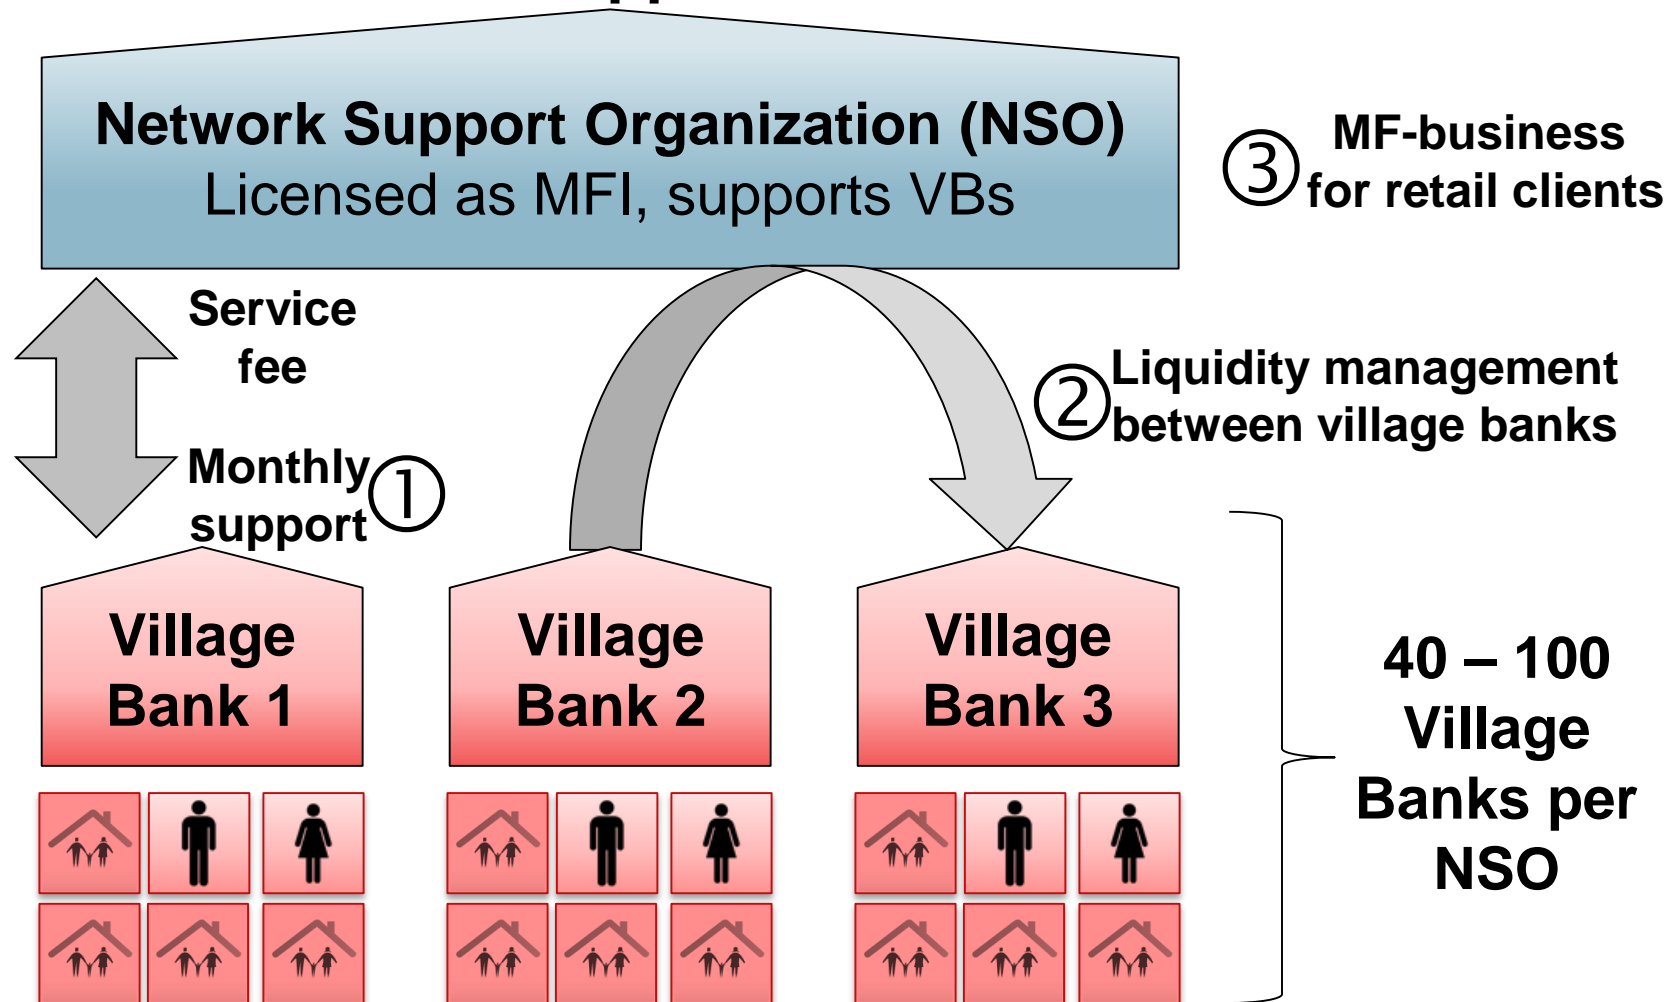 Network Support Organization (NSO)
Licensed as MFI, supports VBs
③
MF-business
for retail clients
Service
fee
Monthly
support
①
②
Liquidity management
between village banks
Village
Bank 1
Village
Bank 2
Village
Bank 3
40 – 100
Village
Banks per
NSO